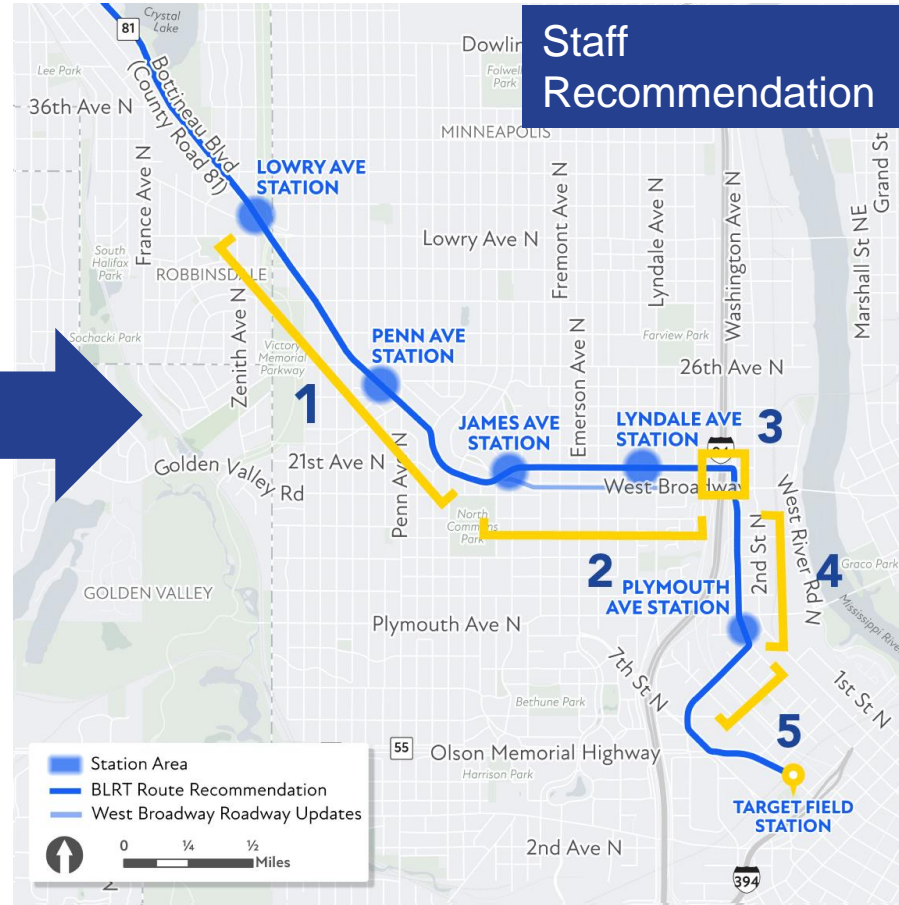 Staff
Recommendation
Crystal
Lake
81
Dowlin
Folwell
Park
Lee Park
36th Ave N
Bottineau Blvd
(County Road 81)
MINNEAPOLIS
Grand St
LOWRY AVE
STATION
France Ave N
Fremont Ave N
Lyndale Ave N
Washington Ave N
Marshall St NE
Lowry Ave N
South
Halifax
Park
ROBBINSDALE
Zenith Ave N
Sochacki Park
Victory
Memorial
Parkway
PENN AVE
STATION
Farview Park
26th Ave N
1
Emerson Ave N
JAMES AVE
STATION
LYNDALE AVE
STATION
3
94
21st Ave N
Golden Valley Rd
Penn Ave N
West Broadway
North
Commons
Park
2nd St N
West River Rd N
2
4
Graco Park
Mississippi River
GOLDEN VALLEY
PLYMOUTH
AVE STATION
Plymouth Ave N
7th St N
1st St N
Bethune Park
5
55
Olson Memorial Highway
Harrison Park
TARGET FIELD
STATION
2nd Ave N
394
Station Area
BLRT Route Recommendation
West Broadway Roadway Updates
0 ¼ ½
Miles